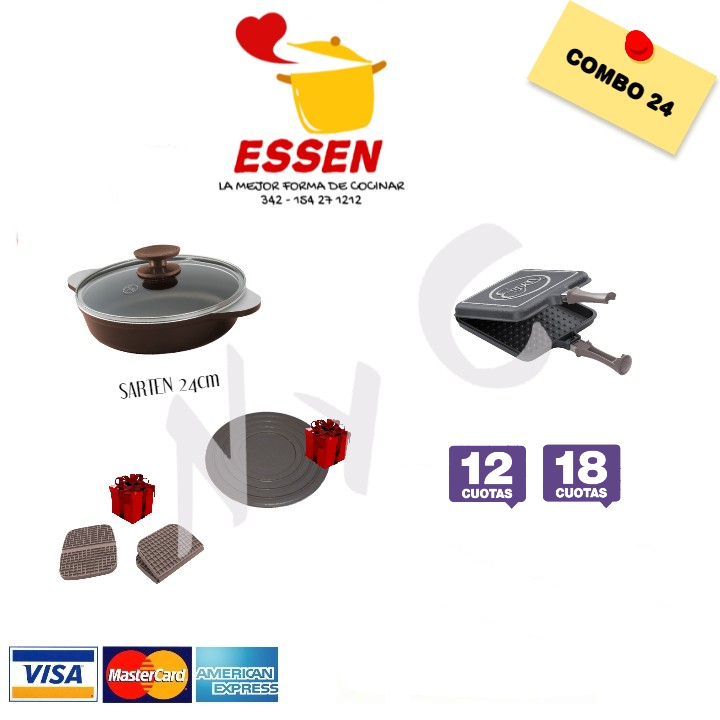 COMBO 24
ESSEN
LA MEJOR FORMA DE COCINAR
342 - 154 27 1212
SARTEN 24cm
12
CUOTAS
18
CUOTAS
VISA
MasterCard
AMERICAN
EXPRESS